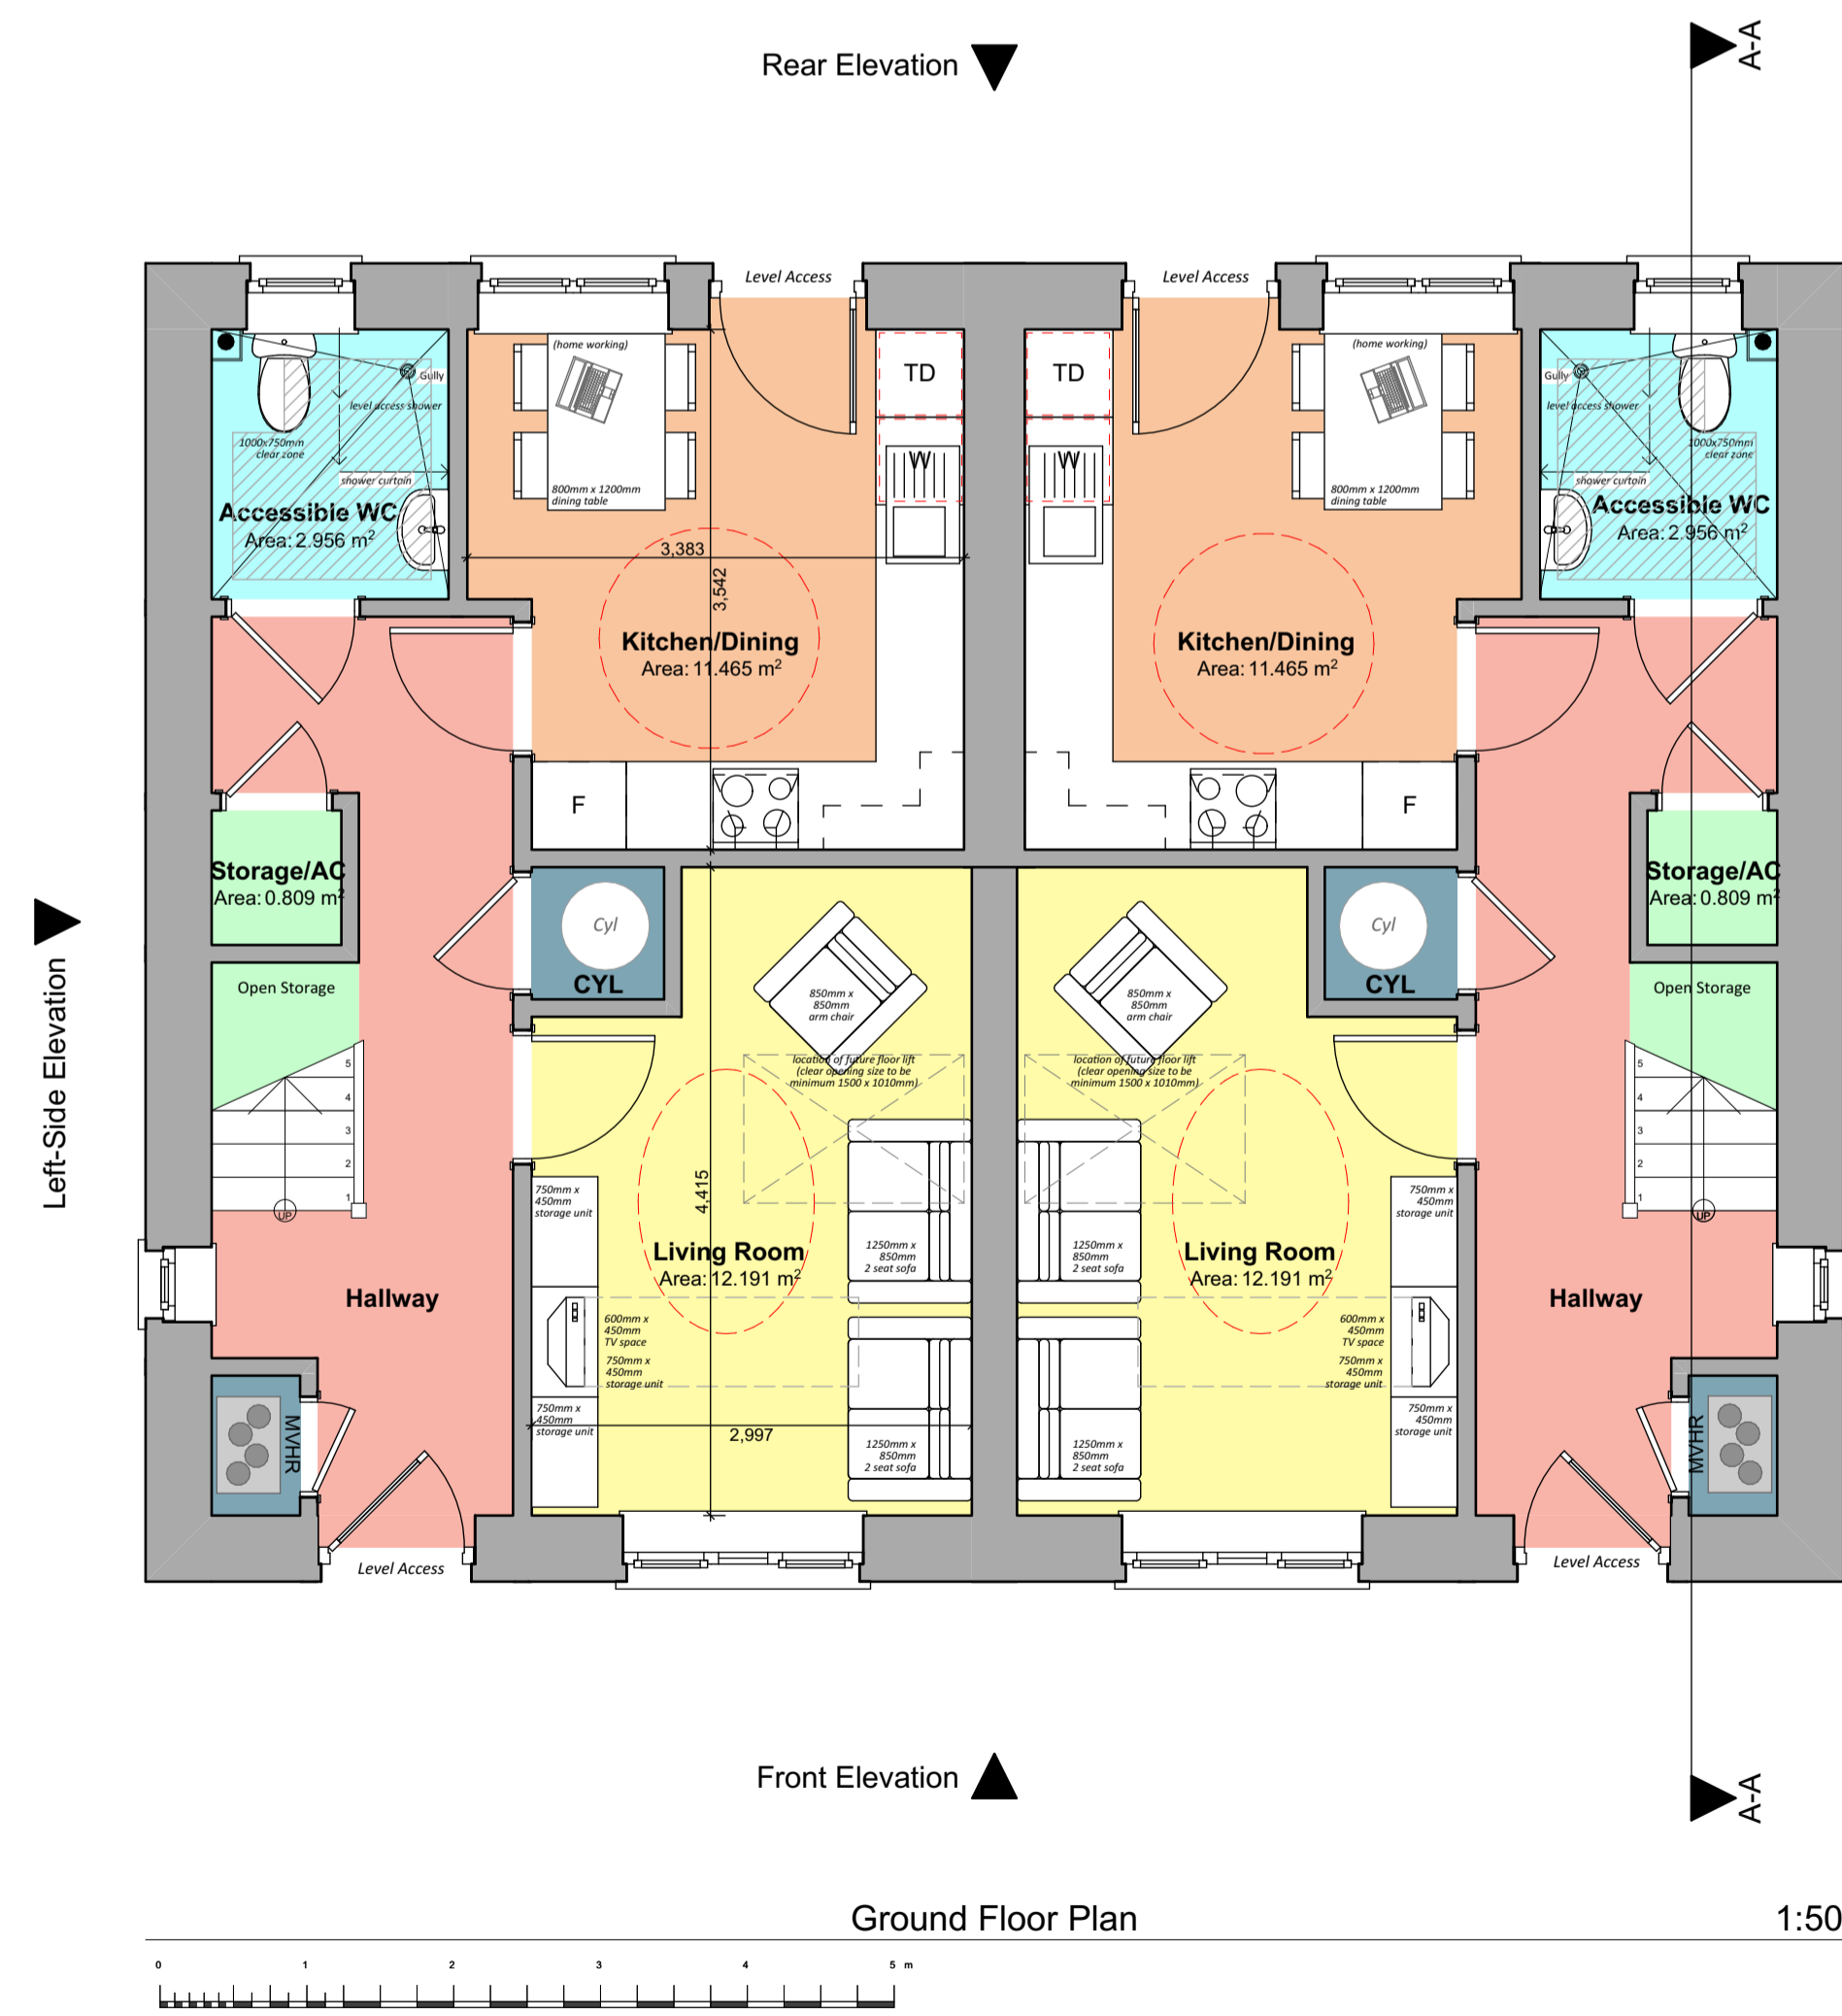 Rear Elevation
A-A
Level Access
Level Access
(home working)
TD
TD
(home working)
Gully
Gully
level access shower
level access shower
1000x750mm
clear zone
1000x750mm
clear zone
W
W
shower curtain
shower curtain
800mm x 1200mm
dining table
800mm x 1200mm
dining table
Accessible WC
Area: 2.956 m²
Accessible WC
Area: 2.956 m²
3,383
3,542
Kitchen/Dining
Area: 11.465 m²
Kitchen/Dining
Area: 11.465 m²
F
F
Storage/AC
Area: 0.809 m²
Cyl
CYL
Cyl
CYL
Storage/AC
Area: 0.809 m²
Left-Side Elevation
Open Storage
850mm x
850mm
arm chair
850mm x
850mm
arm chair
Open Storage
location of future floor lift
(clear opening size to be
minimum 1500 x 1010mm)
location of future floor lift
(clear opening size to be
minimum 1500 x 1010mm)
5
4
3
2
1
UP
5
4
3
2
1
UP
4,415
750mm x
450mm
storage unit
750mm x
450mm
storage unit
Living Room
Area: 12.191 m²
1250mm x
850mm
2 seat sofa
1250mm x
850mm
2 seat sofa
Living Room
Area: 12.191 m²
Hallway
Hallway
600mm x
450mm
TV space
750mm x
450mm
storage unit
600mm x
450mm
TV space
750mm x
450mm
storage unit
MVHR
750mm x
450mm
storage unit
2,997
1250mm x
850mm
2 seat sofa
1250mm x
850mm
2 seat sofa
750mm x
450mm
storage unit
MVHR
Level Access
Level Access
Front Elevation
A-A
Ground Floor Plan
1:50
0 1 2 3 4 5 m